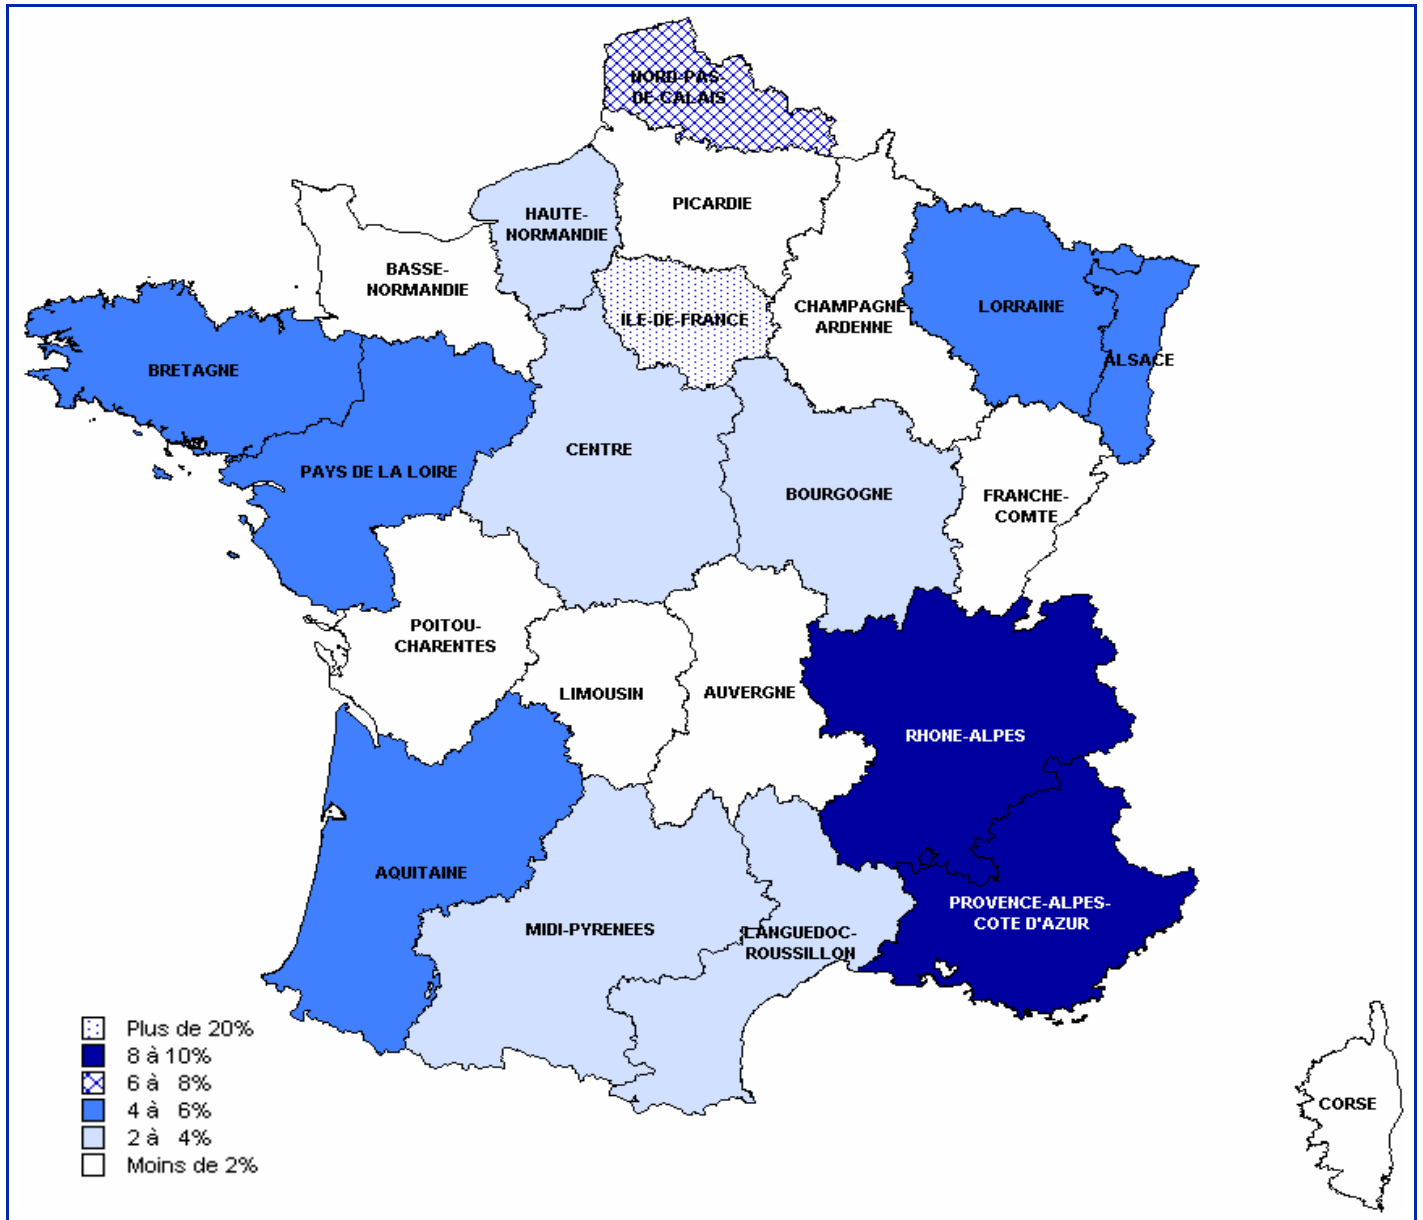 NORD-PAS-
DE-CALAIS
PICARDIE
HAUTE-
NORMANDIE
BASSE-
NORMANDIE
ILE-DE-FRANCE
CHAMPAGNE
ARDENNE
LORRAINE
ALSACE
BRETAGNE
PAYS DE LA LOIRE
CENTRE
BOURGOGNE
FRANCHE-
COMTE
POITOU-
CHARENTES
LIMOUSIN
AUVERGNE
RHONE-ALPES
AQUITAINE
MIDI-PYRENEES
LANGUEDOC-
ROUSSILLON
PROVENCE-ALPES-
COTE D'AZUR
CORSE
Plus de 20%
8 à 10%
6 à 8%
4 à 6%
2 à 4%
Moins de 2%